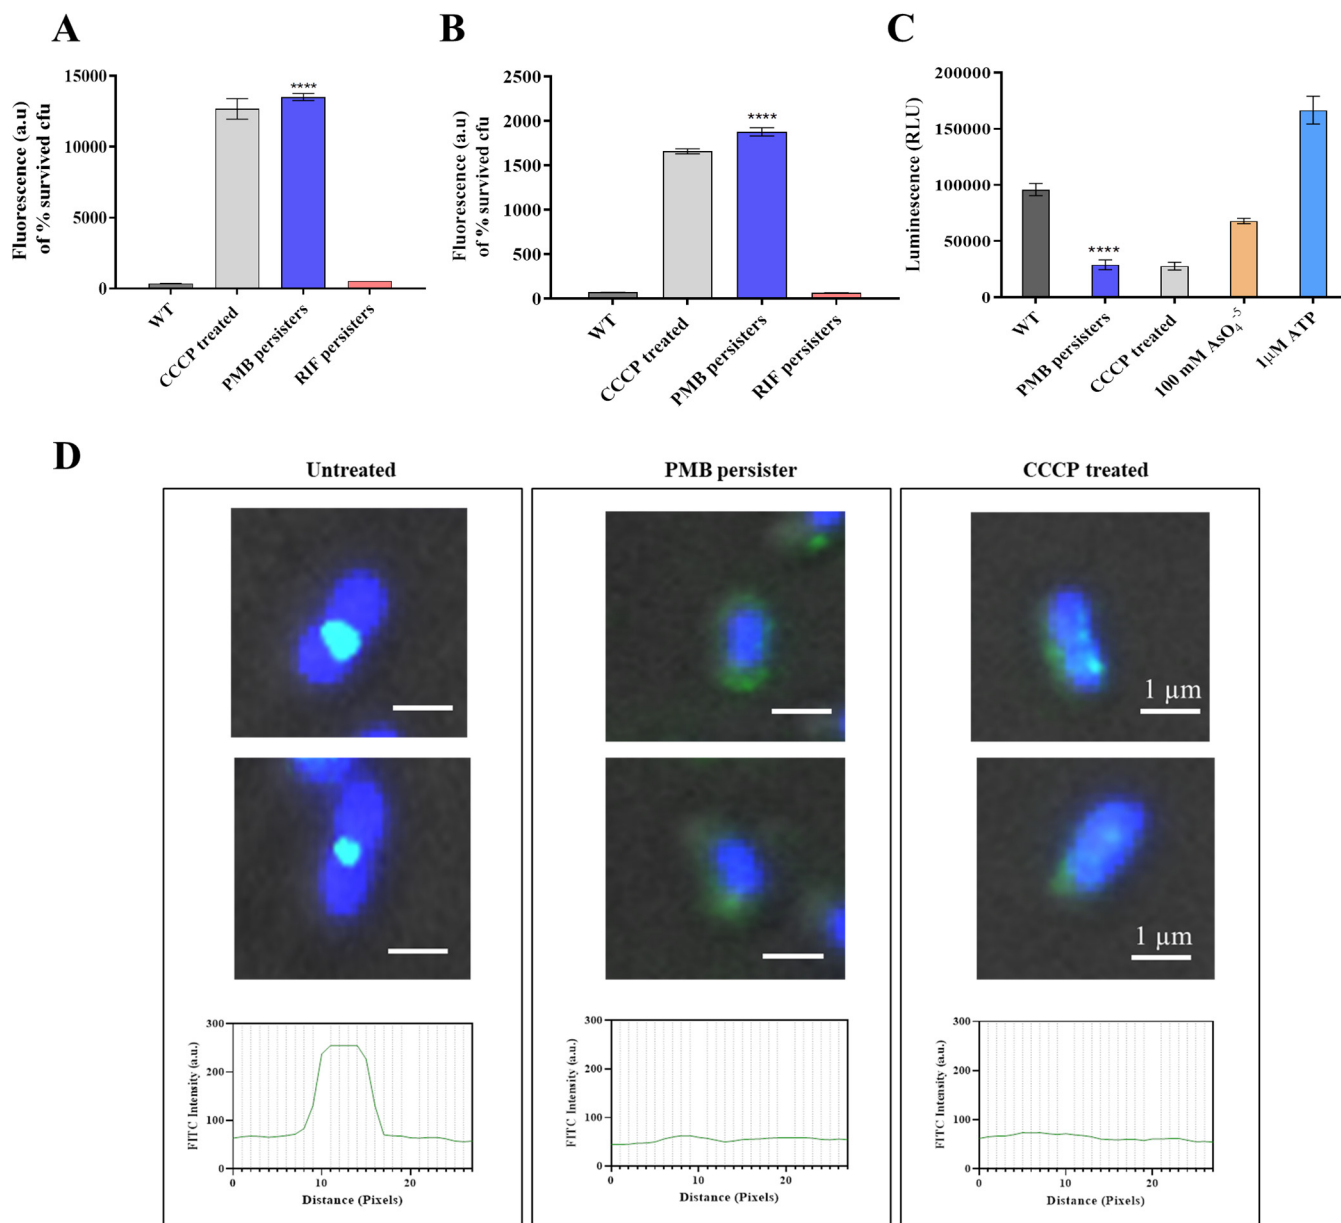 A
Fluorescence (a.u)
of % survived cfu
15000
10000
5000
0
WT
CCCP treated
PMB persisters
RIF persisters
****
B
Fluorescence (a.u)
of % survived cfu
2500
2000
1500
1000
500
0
WT
CCCP treated
PMB persisters
RIF persisters
****
C
Luminescence (RLU)
200000
150000
100000
50000
0
WT
PMB persisters
CCCP treated
100 mM AsO₄⁻⁵
1µM ATP
****
D
Untreated
PMB persister
CCCP treated
1 µm
1 µm
FITC Intensity (a.u.)
300
200
100
0
0
10
20
Distance (Pixels)
FITC Intensity (a.u.)
300
200
100
0
0
10
20
Distance (Pixels)
FITC Intensity (a.u.)
300
200
100
0
0
10
20
Distance (Pixels)